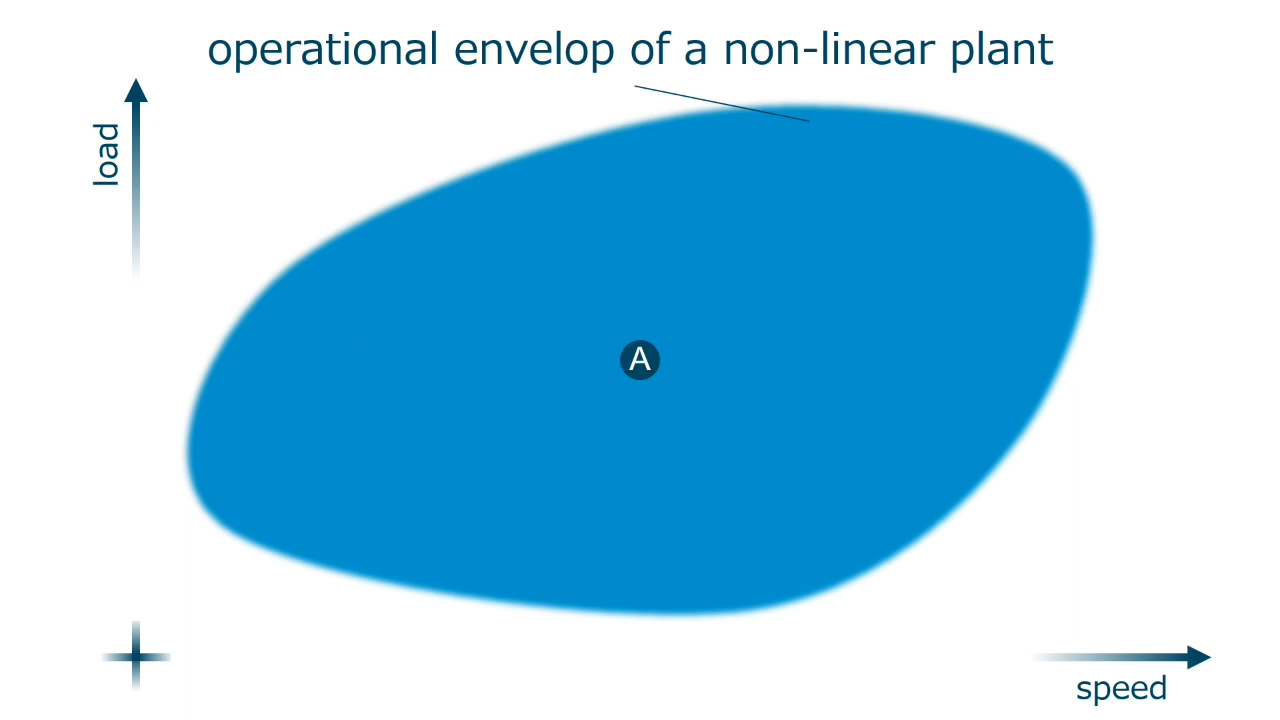 operational envelop of a non-linear plant
load
A
speed